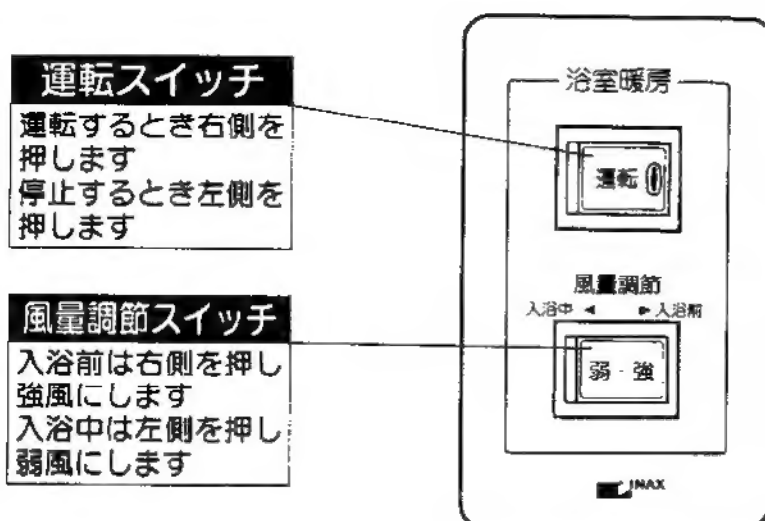 運転スイッチ
運転するとき右側を
押します
停止するとき左側を
押します
風量調節スイッチ
入浴前は右側を押し
強風にします
入浴中は左側を押し
弱風にします
浴室暖房
運転
風量調節
入浴中 ◀ ▶ 入浴前
弱・強
INAX